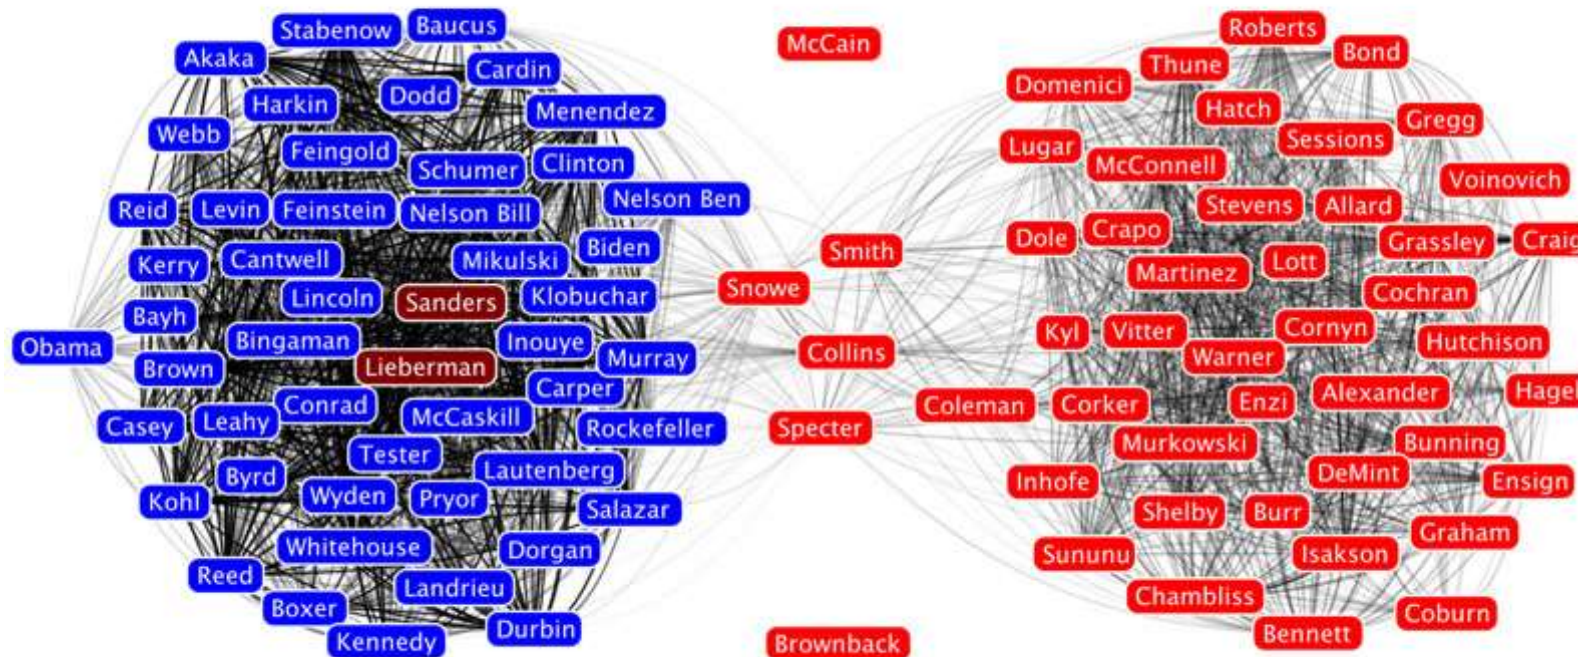 Stabenow
Baucus
Akaka
Cardin
Dodd
Harkin
Menendez
Webb
Feingold
Schumer
Clinton
Nelson Ben
Reid
Levin
Feinstein
Nelson Bill
Biden
Kerry
Cantwell
Mikulski
Lincoln
Sanders
Klobuchar
Bayh
Obama
Bingaman
Inouye
Murray
Brown
Lieberman
Carper
Casey
Leahy
Conrad
McCaskill
Rockefeller
Tester
Lautenberg
Byrd
Kohl
Wyden
Pryor
Salazar
Whitehouse
Dorgan
Reed
Landrieu
Boxer
Kennedy
Durbin
McCain
Smith
Snowe
Collins
Coleman
Specter
Brownback
Roberts
Bond
Thune
Domenici
Hatch
Gregg
Sessions
Lugar
McConnell
Voinovich
Stevens
Allard
Dole
Crapo
Grassley
Craig
Martinez
Lott
Cochran
Kyl
Vitter
Cornyn
Hutchison
Warner
Corker
Enzi
Alexander
Hagel
Murkowski
Bunning
Inhofe
DeMint
Ensign
Shelby
Burr
Graham
Sununu
Isakson
Chambliss
Coburn
Bennett